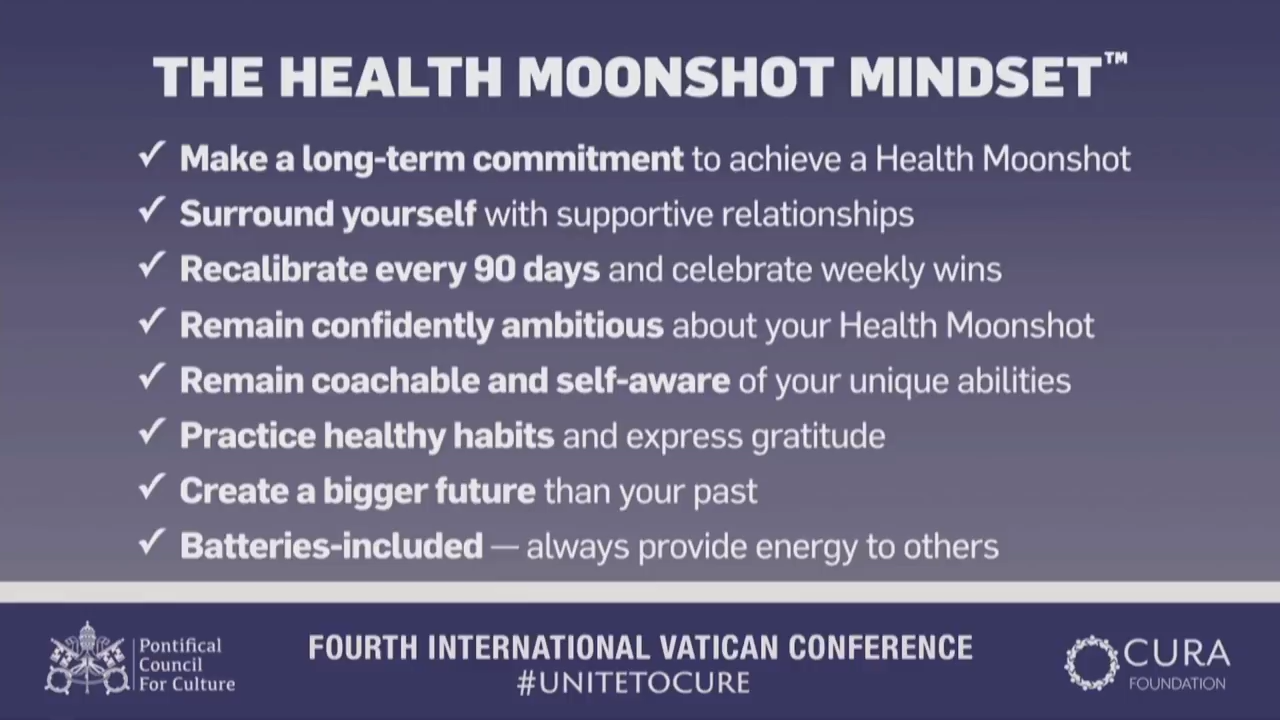 THE HEALTH MOONSHOT MINDSET™
✓ Make a long-term commitment to achieve a Health Moonshot
✓ Surround yourself with supportive relationships
✓ Recalibrate every 90 days and celebrate weekly wins
✓ Remain confidently ambitious about your Health Moonshot
✓ Remain coachable and self-aware of your unique abilities
✓ Practice healthy habits and express gratitude
✓ Create a bigger future than your past
✓ Batteries-included — always provide energy to others
Pontifical
Council
For Culture
FOURTH INTERNATIONAL VATICAN CONFERENCE
#UNITETOCURE
CURA
FOUNDATION